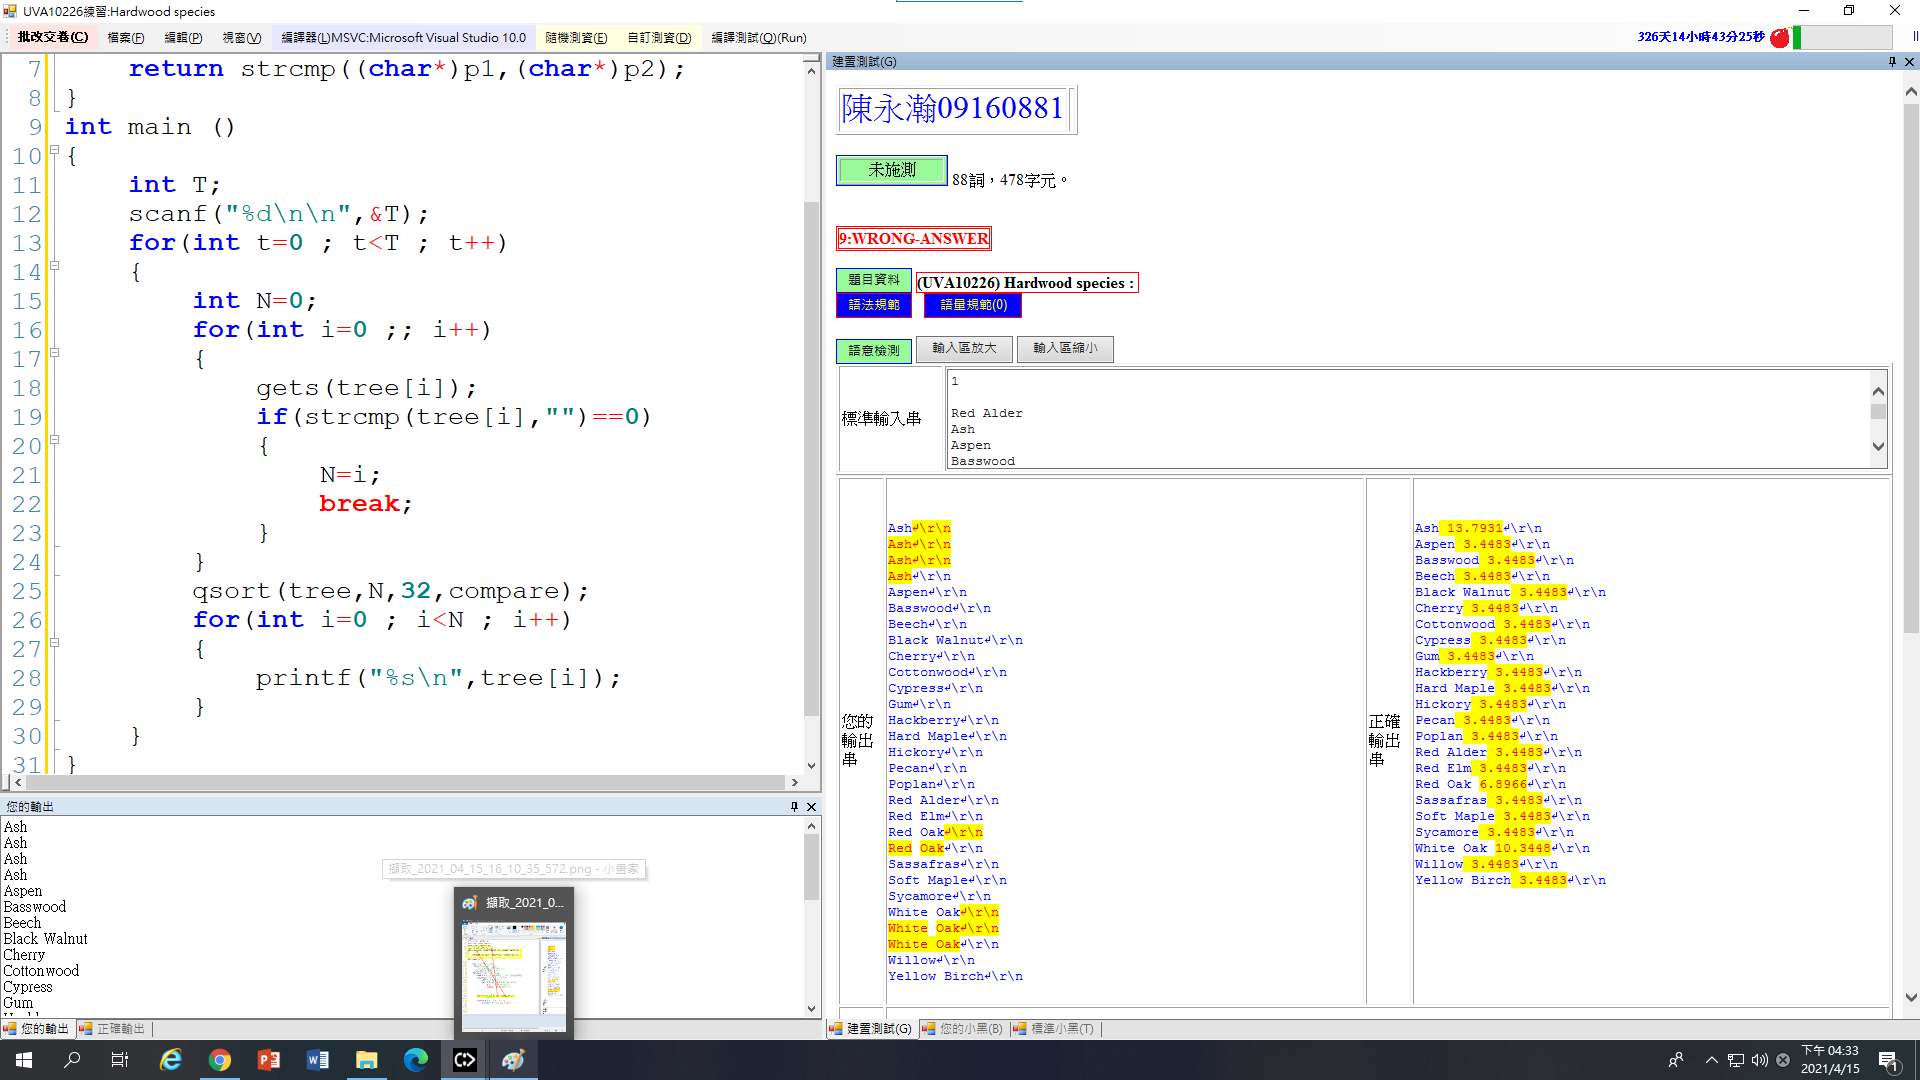 UVA10226練習:Hardwood species
批改交卷(C) 檔案(F) 編輯(P) 視窗(V) 編譯器(L)MSVC:Microsoft Visual Studio 10.0 隨機測資(E) 自訂測資(D) 編譯測試(Q)(Run)
326天14小時43分25秒
7 return strcmp((char*)p1,(char*)p2);
8 }
9 int main ()
10 {
11 int T;
12 scanf("%d\n\n",&T);
13 for(int t=0 ; t<T ; t++)
14 {
15 int N=0;
16 for(int i=0 ;; i++)
17 {
18 gets(tree[i]);
19 if(strcmp(tree[i],"")==0)
20 {
21 N=i;
22 break;
23 }
24 }
25 qsort(tree,N,32,compare);
26 for(int i=0 ; i<N ; i++)
27 {
28 printf("%s\n",tree[i]);
29 }
30 }
31 }
您的輸出
Ash
Ash
Ash
Ash
Aspen
Basswood
Beech
Black Walnut
Cherry
Cottonwood
Cypress
Gum
您的輸出 正確輸出
擷取_2021_04_15_16_10_35_572.png - 小畫家
擷取_2021_0...
建置測試(G)
陳永瀚09160881
未施測 88詞，478字元。
9:WRONG-ANSWER
題目資料 (UVA10226) Hardwood species :
語法規範 語量規範(0)
語意檢測 輸入區放大 輸入區縮小
標準輸入串
1
Red Alder
Ash
Aspen
Basswood
您的輸出串
Ash↲\r\n
Ash↲\r\n
Ash↲\r\n
Ash↲\r\n
Aspen↲\r\n
Basswood↲\r\n
Beech↲\r\n
Black Walnut↲\r\n
Cherry↲\r\n
Cottonwood↲\r\n
Cypress↲\r\n
Gum↲\r\n
Hackberry↲\r\n
Hard Maple↲\r\n
Hickory↲\r\n
Pecan↲\r\n
Poplan↲\r\n
Red Alder↲\r\n
Red Elm↲\r\n
Red Oak↲\r\n
Red Oak↲\r\n
Sassafras↲\r\n
Soft Maple↲\r\n
Sycamore↲\r\n
White Oak↲\r\n
White Oak↲\r\n
White Oak↲\r\n
Willow↲\r\n
Yellow Birch↲\r\n
正確輸出串
Ash 13.7931↲\r\n
Aspen 3.4483↲\r\n
Basswood 3.4483↲\r\n
Beech 3.4483↲\r\n
Black Walnut 3.4483↲\r\n
Cherry 3.4483↲\r\n
Cottonwood 3.4483↲\r\n
Cypress 3.4483↲\r\n
Gum 3.4483↲\r\n
Hackberry 3.4483↲\r\n
Hard Maple 3.4483↲\r\n
Hickory 3.4483↲\r\n
Pecan 3.4483↲\r\n
Poplan 3.4483↲\r\n
Red Alder 3.4483↲\r\n
Red Elm 3.4483↲\r\n
Red Oak 6.8966↲\r\n
Sassafras 3.4483↲\r\n
Soft Maple 3.4483↲\r\n
Sycamore 3.4483↲\r\n
White Oak 10.3448↲\r\n
Willow 3.4483↲\r\n
Yellow Birch 3.4483↲\r\n
建置測試(G) 您的小黑(B) 標準小黑(T)
下午 04:33
2021/4/15
1